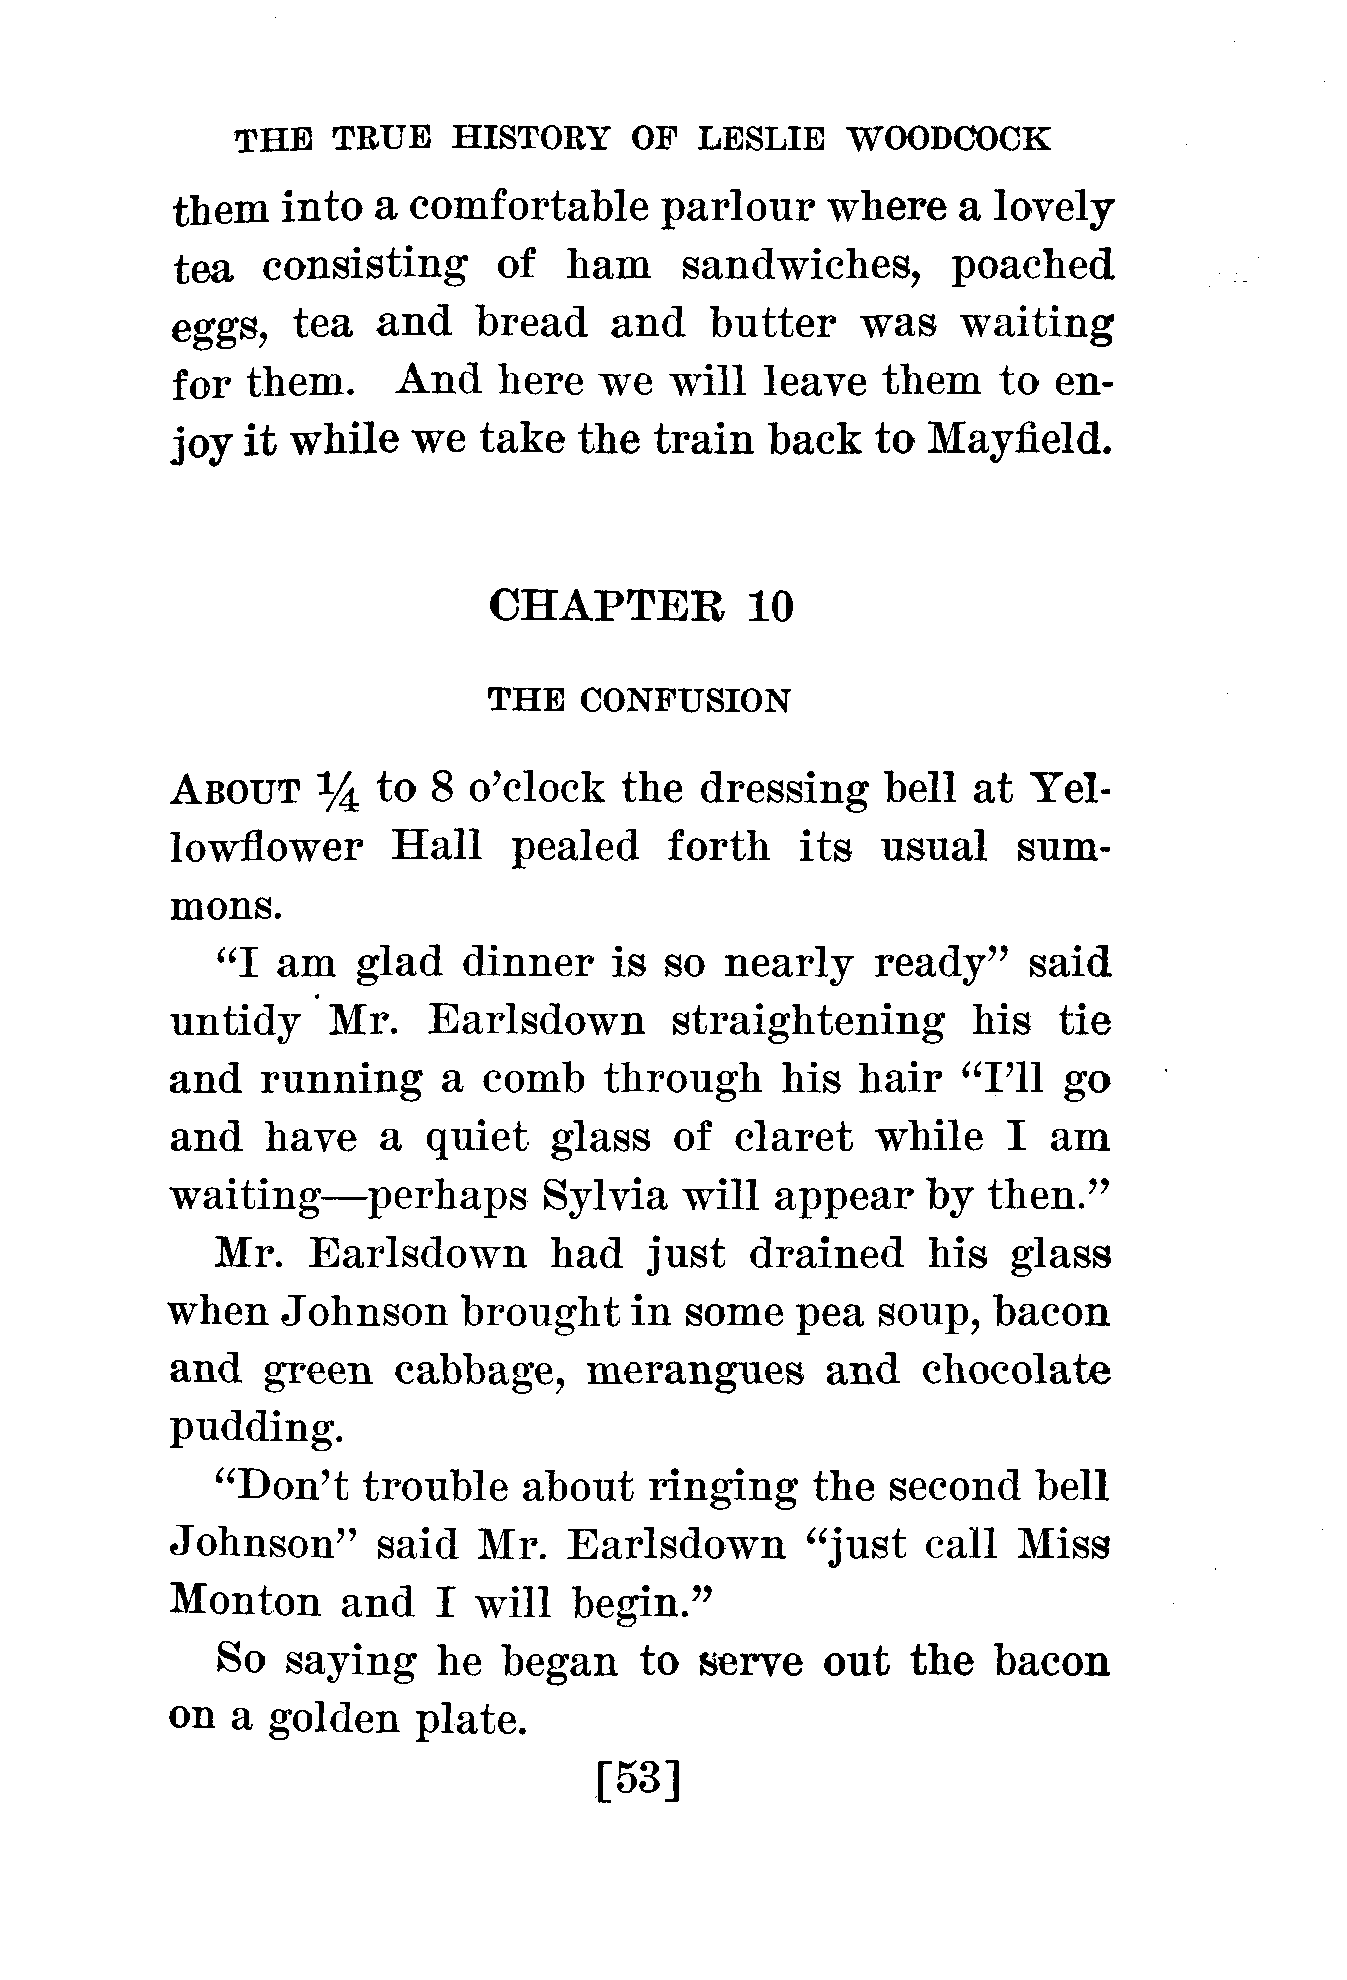 THE TRUE HISTORY OF LESLIE WOODCOCK
them into a comfortable parlour where a lovely
tea consisting of ham sandwiches, poached
eggs, tea and bread and butter was waiting
for them. And here we will leave them to en-
joy it while we take the train back to Mayfield.
CHAPTER 10
THE CONFUSION
ABOUT ¼ to 8 o’clock the dressing bell at Yel-
lowflower Hall pealed forth its usual sum-
mons.
“I am glad dinner is so nearly ready” said
untidy Mr. Earlsdown straightening his tie
and running a comb through his hair “I’ll go
and have a quiet glass of claret while I am
waiting—perhaps Sylvia will appear by then.”
Mr. Earlsdown had just drained his glass
when Johnson brought in some pea soup, bacon
and green cabbage, merangues and chocolate
pudding.
“Don’t trouble about ringing the second bell
Johnson” said Mr. Earlsdown “just call Miss
Monton and I will begin.”
So saying he began to serve out the bacon
on a golden plate.
[53]